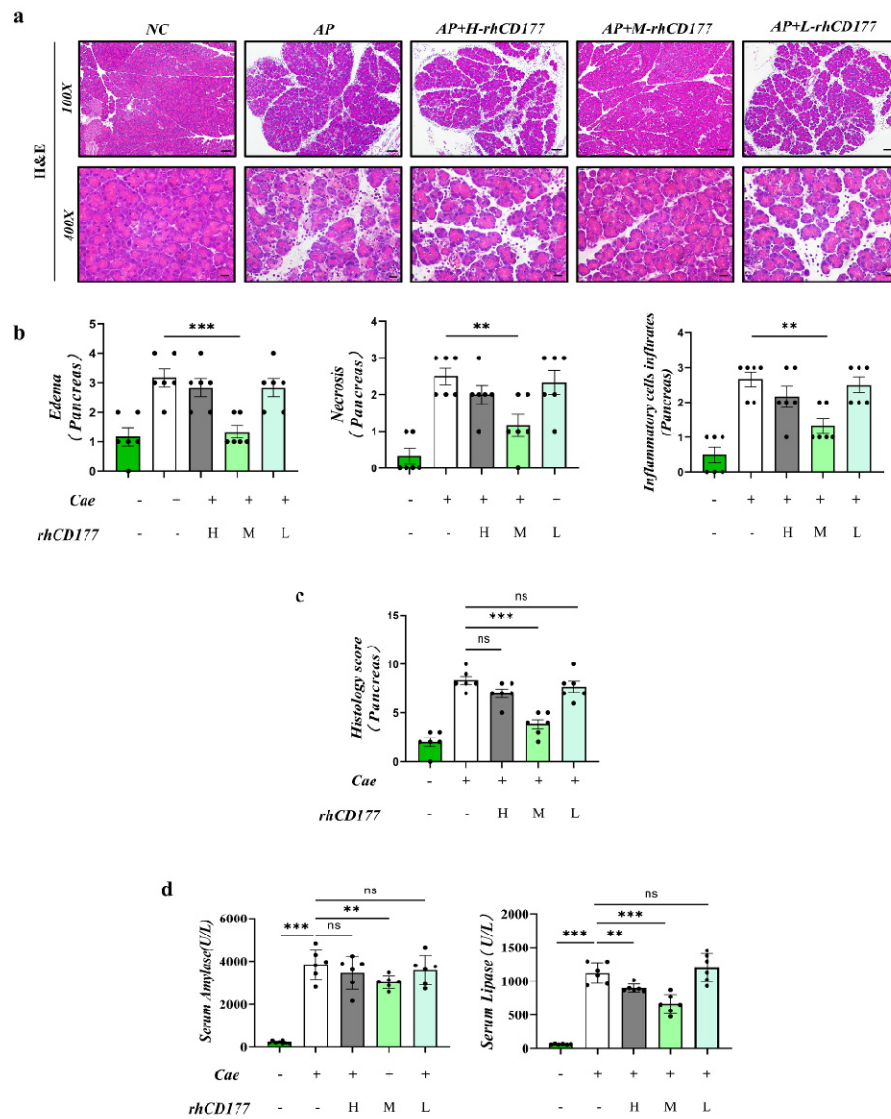 a
NC AP AP+H-rhCD177 AP+M-rhCD177 AP+L-rhCD177
H&E
100X
400X
b
Edema
(Pancreas)
5
4
3
2
1
0
***
Cae - − + + +
rhCD177 - - H M L
Necrosis
(Pancreas)
4
3
2
1
0
**
- + + + −
- - H M L
Inflammatory cells infiltrates
(Pancreas)
3
2
1
0
**
- + + + +
- - H M L
c
Histology score
(Pancreas)
15
10
5
0
ns
***
ns
Cae - + + + +
rhCD177 - - H M L
d
Serum Amylase(U/L)
6000
4000
2000
0
ns
**
*** ns
Cae - + + − +
rhCD177 - - H M L
Serum Lipase (U/L)
2000
1500
1000
500
0
ns
***
*** **
- + + + +
- - H M L